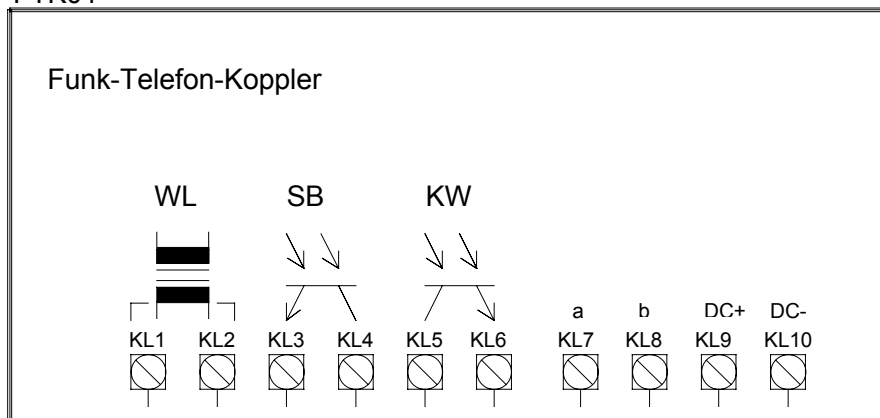 Funk-Telefon-Koppler
WL SB KW
a b DC+ DC-
KL1 KL2 KL3 KL4 KL5 KL6 KL7 KL8 KL9 KL10